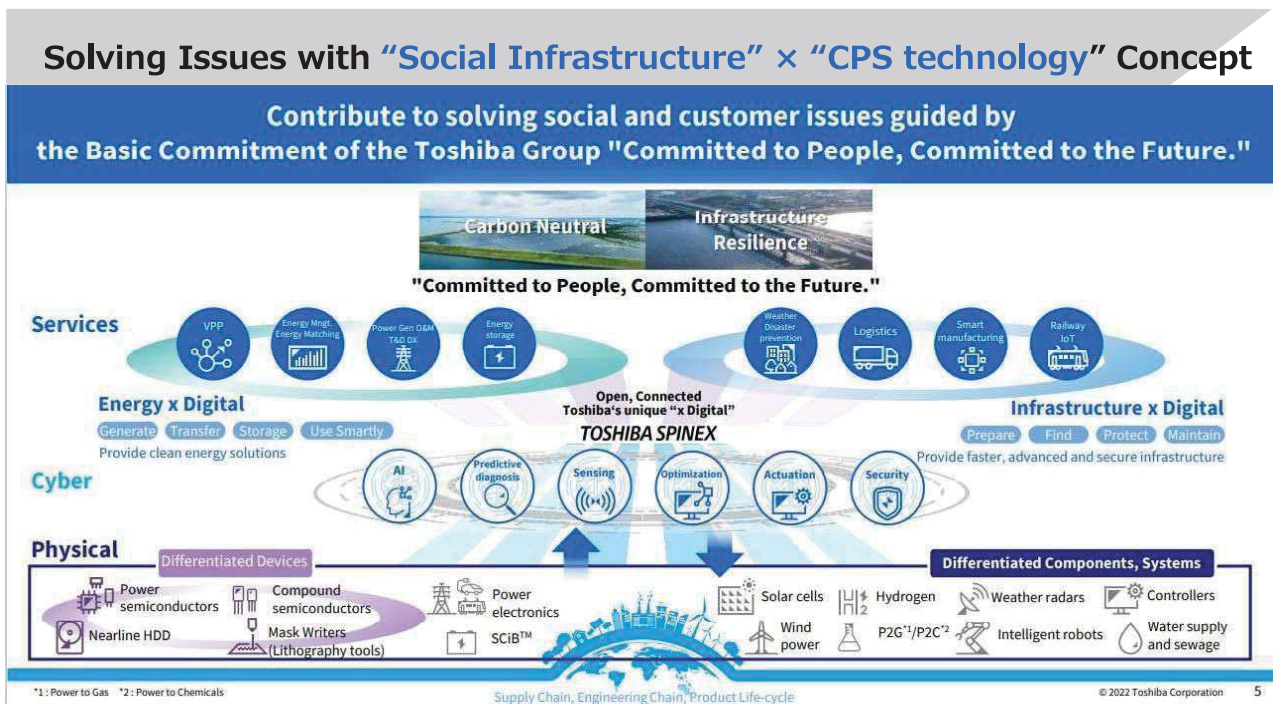 Solving Issues with “Social Infrastructure” × “CPS technology” Concept
Contribute to solving social and customer issues guided by
the Basic Commitment of the Toshiba Group "Committed to People, Committed to the Future."
Carbon Neutral
Infrastructure
Resilience
"Committed to People, Committed to the Future."
Services
VPP
Energy Mngt.
Energy Matching
Power Gen O&M
T&D DX
Energy
storage
Weather
Disaster
prevention
Logistics
Smart
manufacturing
Railway
IoT
Energy x Digital
Generate
Transfer
Storage
Use Smartly
Provide clean energy solutions
Open, Connected
Toshiba‘s unique “x Digital”
TOSHIBA SPINEX
Infrastructure x Digital
Prepare
Find
Protect
Maintain
Provide faster, advanced and secure infrastructure
Cyber
AI
Predictive
diagnosis
Sensing
Optimization
Actuation
Security
Physical
Differentiated Devices
Power
semiconductors
Compound
semiconductors
Nearline HDD
Mask Writers
(Lithography tools)
Power
electronics
SCiB™
Differentiated Components, Systems
Solar cells
H2
Hydrogen
Weather radars
Controllers
Wind
power
P2G*1/P2C*2
Intelligent robots
Water supply
and sewage
*1 : Power to Gas *2 : Power to Chemicals
Supply Chain, Engineering Chain, Product Life-cycle
© 2022 Toshiba Corporation
5